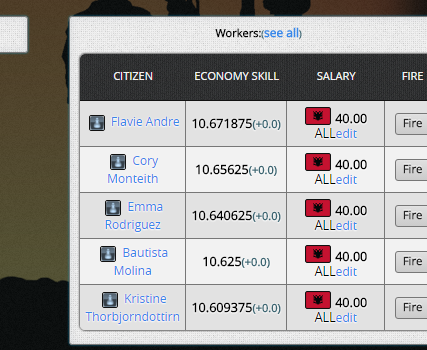 Workers:(see all)
CITIZEN ECONOMY SKILL SALARY FIRE
Flavie Andre 10.671875(+0.0) 40.00 ALLedit Fire
Cory Monteith 10.65625(+0.0) 40.00 ALLedit Fire
Emma Rodriguez 10.640625(+0.0) 40.00 ALLedit Fire
Bautista Molina 10.625(+0.0) 40.00 ALLedit Fire
Kristine Thorbjorndottirn 10.609375(+0.0) 40.00 ALLedit Fire